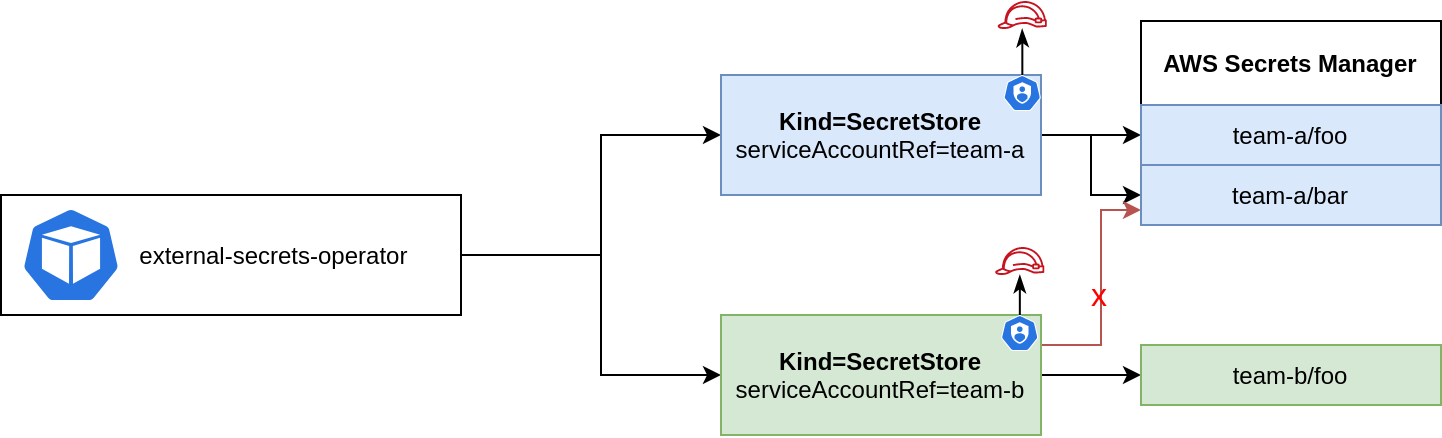 external-secrets-operator
Kind=SecretStore
serviceAccountRef=team-a
AWS Secrets Manager
team-a/foo
team-a/bar
x
Kind=SecretStore
serviceAccountRef=team-b
team-b/foo